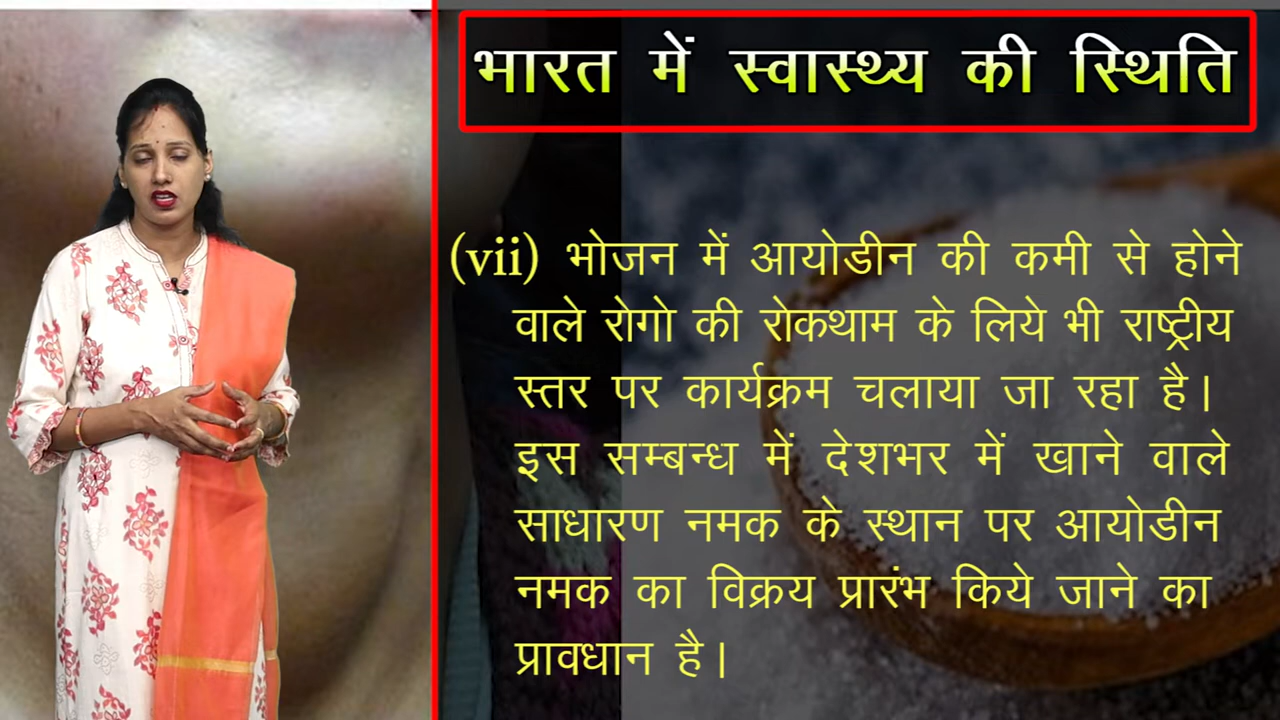 भारत में स्वास्थ्य की स्थिति
(vii) भोजन में आयोडीन की कमी से होने
वाले रोगो की रोकथाम के लिये भी राष्ट्रीय
स्तर पर कार्यक्रम चलाया जा रहा है।
इस सम्बन्ध में देशभर में खाने वाले
साधारण नमक के स्थान पर आयोडीन
नमक का विक्रय प्रारंभ किये जाने का
प्रावधान है।